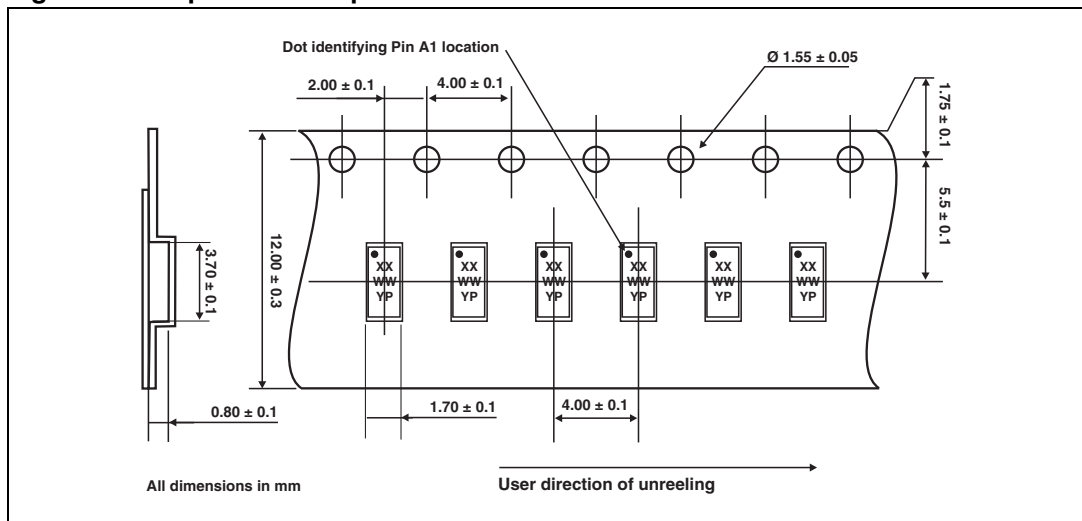 Dot identifying Pin A1 location
Ø 1.55 ± 0.05
2.00 ± 0.1
4.00 ± 0.1
1.75 ± 0.1
5.5 ± 0.1
12.00 ± 0.3
3.70 ± 0.1
XX
WW
YP
XX
WW
YP
XX
WW
YP
XX
WW
YP
XX
WW
YP
XX
WW
YP
0.80 ± 0.1
1.70 ± 0.1
4.00 ± 0.1
All dimensions in mm
User direction of unreeling